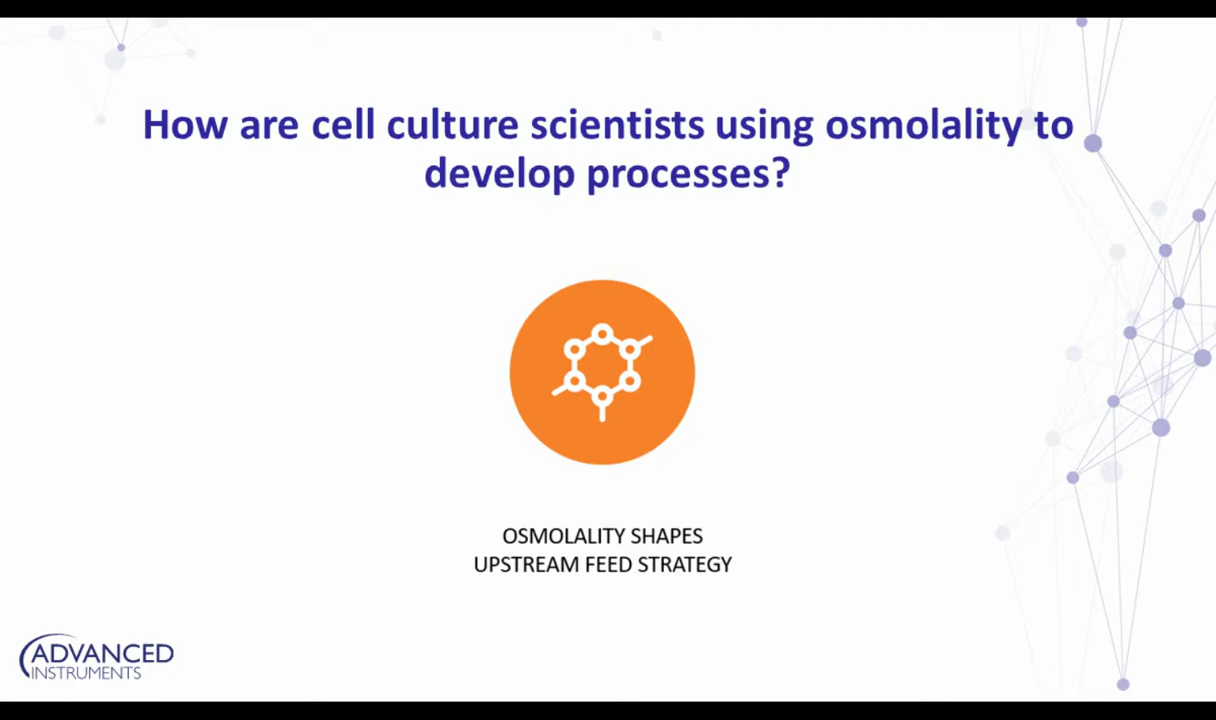 How are cell culture scientists using osmolality to
develop processes?
OSMOLALITY SHAPES
UPSTREAM FEED STRATEGY
ADVANCED
INSTRUMENTS